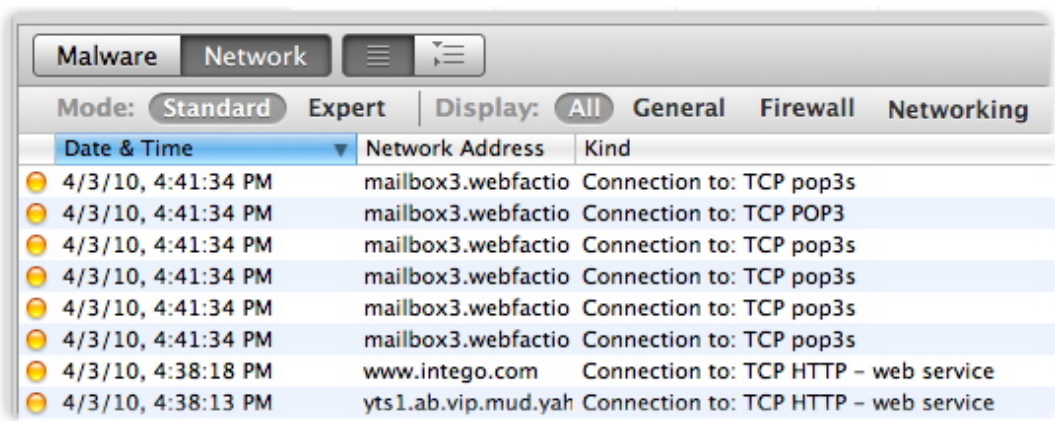 Malware Network
Mode: Standard Expert Display: All General Firewall Networking
Date & Time Network Address Kind
4/3/10, 4:41:34 PM mailbox3.webfactio Connection to: TCP pop3s
4/3/10, 4:41:34 PM mailbox3.webfactio Connection to: TCP POP3
4/3/10, 4:41:34 PM mailbox3.webfactio Connection to: TCP pop3s
4/3/10, 4:41:34 PM mailbox3.webfactio Connection to: TCP pop3s
4/3/10, 4:41:34 PM mailbox3.webfactio Connection to: TCP pop3s
4/3/10, 4:41:34 PM mailbox3.webfactio Connection to: TCP pop3s
4/3/10, 4:38:18 PM www.intego.com Connection to: TCP HTTP – web service
4/3/10, 4:38:13 PM yts1.ab.vip.mud.yah Connection to: TCP HTTP – web service